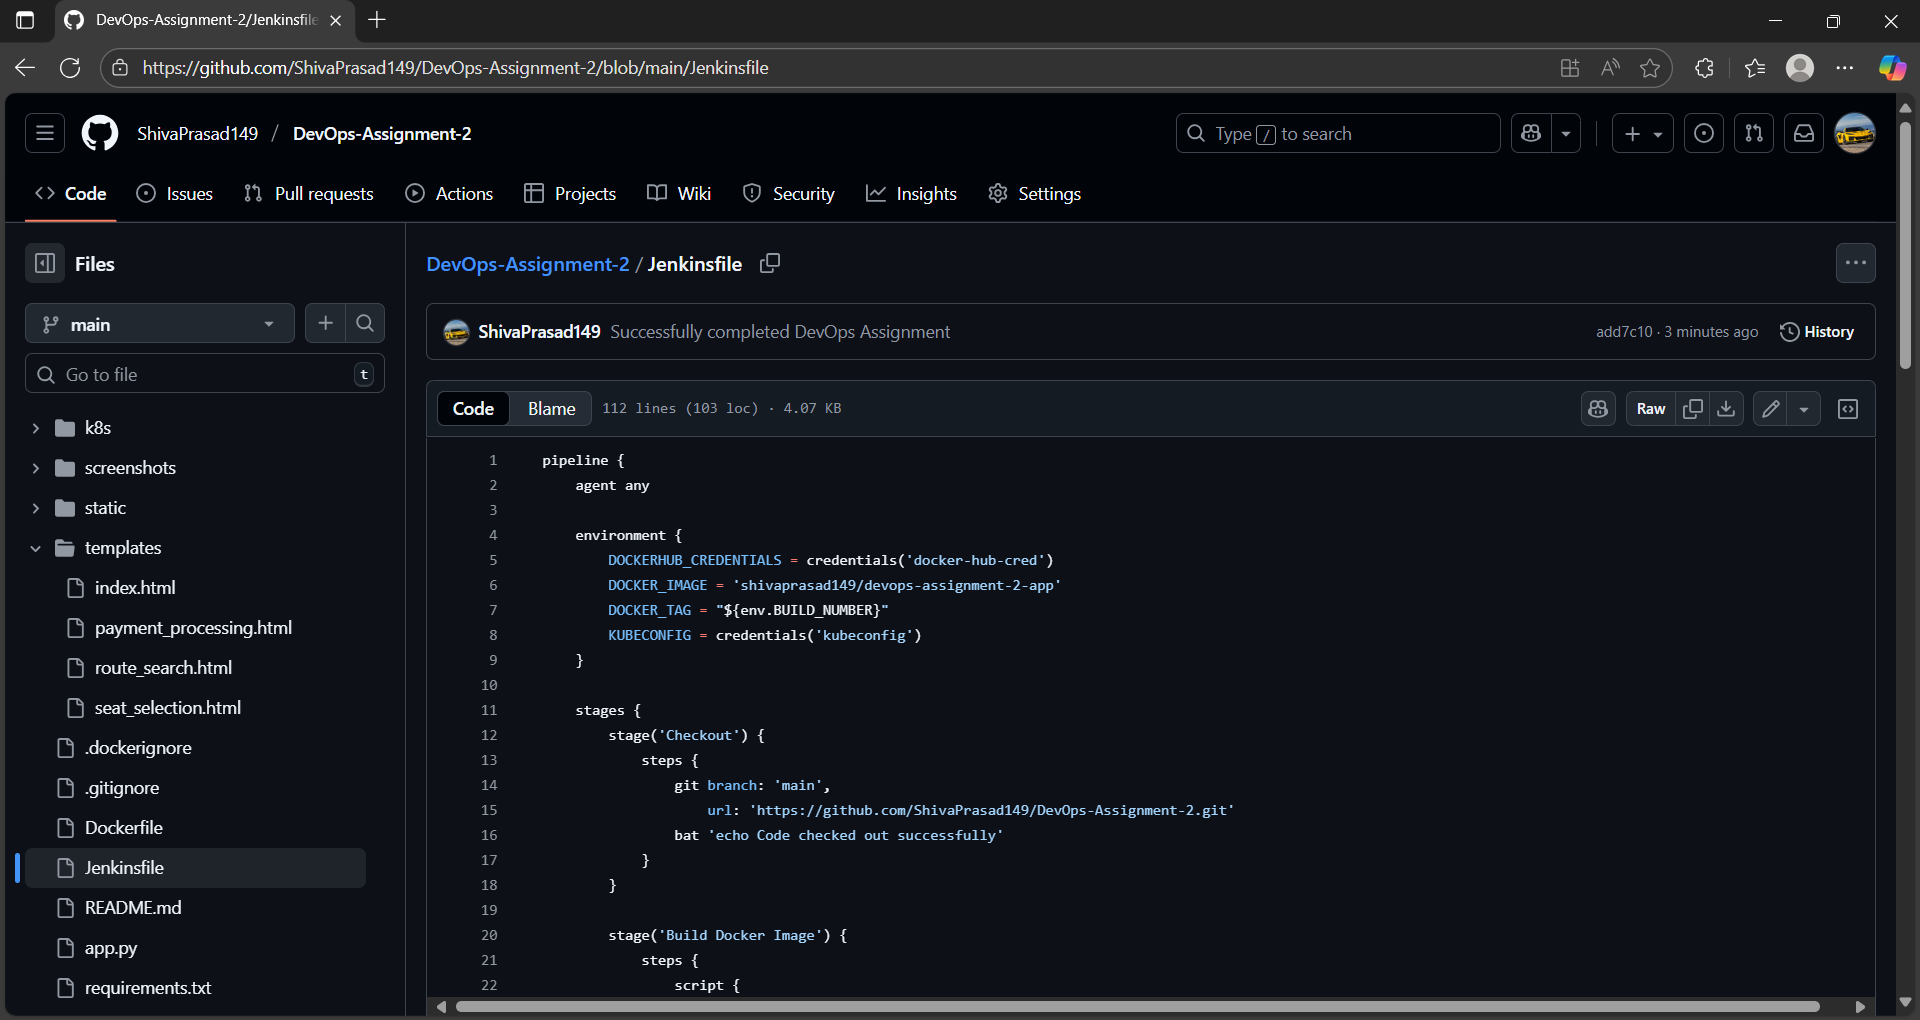 DevOps-Assignment-2/Jenkinsfile
https://github.com/ShivaPrasad149/DevOps-Assignment-2/blob/main/Jenkinsfile
ShivaPrasad149 / DevOps-Assignment-2
Type / to search
Code Issues Pull requests Actions Projects Wiki Security Insights Settings
Files
main
Go to file t
k8s
screenshots
static
templates
index.html
payment_processing.html
route_search.html
seat_selection.html
.dockerignore
.gitignore
Dockerfile
Jenkinsfile
README.md
app.py
requirements.txt
DevOps-Assignment-2 / Jenkinsfile
ShivaPrasad149 Successfully completed DevOps Assignment add7c10 · 3 minutes ago History
Code Blame 112 lines (103 loc) · 4.07 KB Raw
1 pipeline {
2     agent any
3
4     environment {
5         DOCKERHUB_CREDENTIALS = credentials('docker-hub-cred')
6         DOCKER_IMAGE = 'shivaprasad149/devops-assignment-2-app'
7         DOCKER_TAG = "${env.BUILD_NUMBER}"
8         KUBECONFIG = credentials('kubeconfig')
9     }
10
11     stages {
12         stage('Checkout') {
13             steps {
14                 git branch: 'main',
15                     url: 'https://github.com/ShivaPrasad149/DevOps-Assignment-2.git'
16                 bat 'echo Code checked out successfully'
17             }
18         }
19
20         stage('Build Docker Image') {
21             steps {
22                 script {